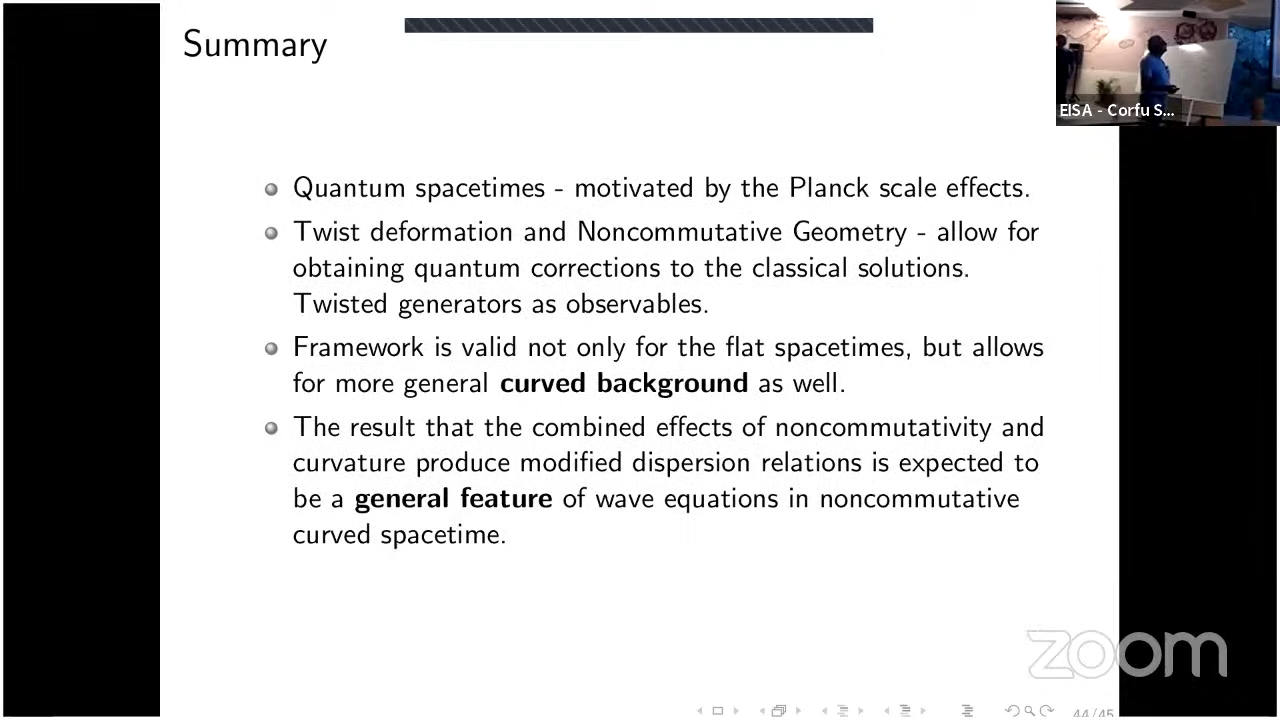 Summary
EISA - Corfu S...
Quantum spacetimes - motivated by the Planck scale effects.
Twist deformation and Noncommutative Geometry - allow for
obtaining quantum corrections to the classical solutions.
Twisted generators as observables.
Framework is valid not only for the flat spacetimes, but allows
for more general curved background as well.
The result that the combined effects of noncommutativity and
curvature produce modified dispersion relations is expected to
be a general feature of wave equations in noncommutative
curved spacetime.
zoom
44/45